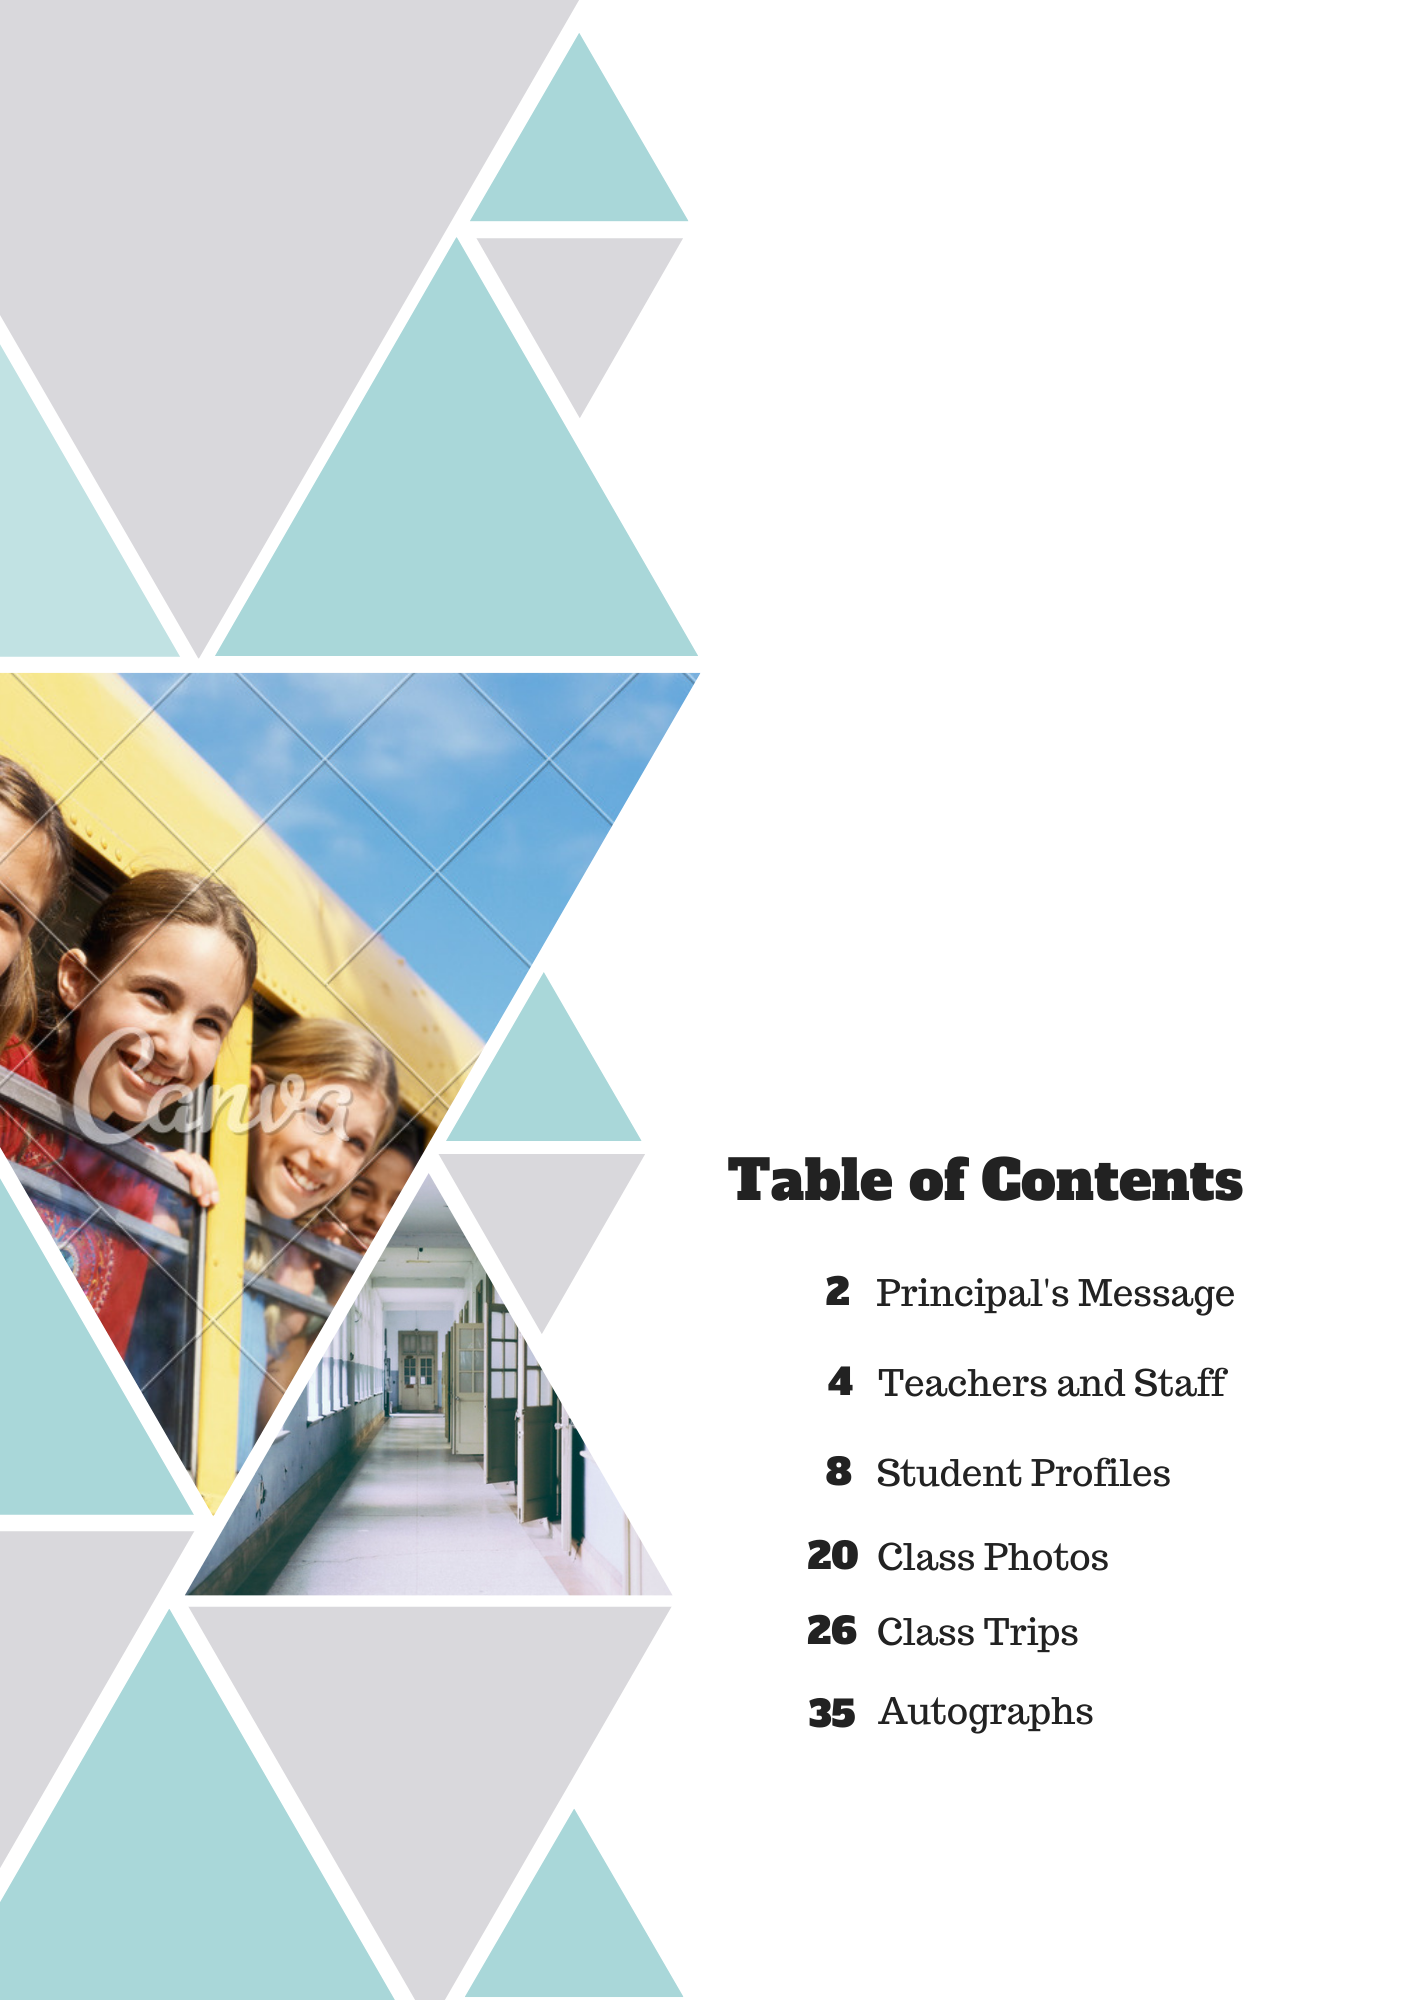 Canva
Table of Contents
2 Principal's Message
4 Teachers and Staff
8 Student Profiles
20 Class Photos
26 Class Trips
35 Autographs